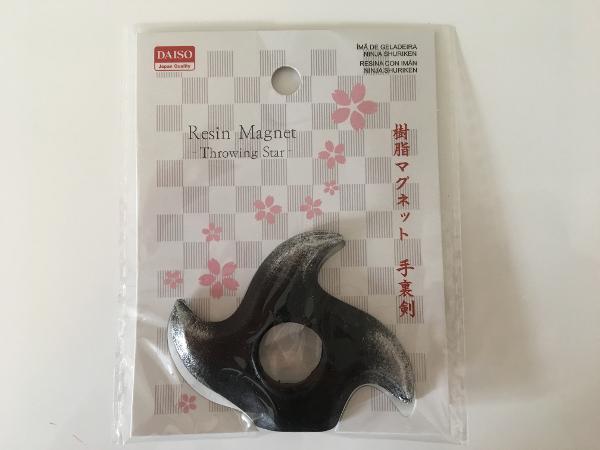 DAISO
Japan Quality
ÍMÃ DE GELADEIRA
NINJA SHURIKEN
RESINA CON IMÁN
NINJA/SHURIKEN
Resin Magnet
- Throwing Star -
樹脂マグネット 手裏剣